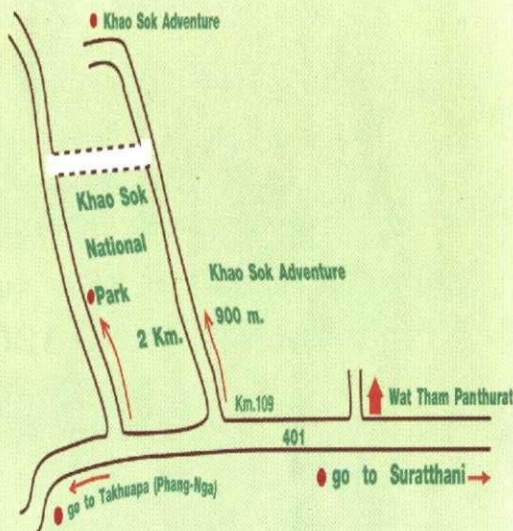 Khao Sok Adventure
Khao Sok
National
Park
2 Km.
Khao Sok Adventure
900 m.
Km.109
Wat Tham Panthurat
401
go to Suratthani
go to Takhuapa (Phang-Nga)